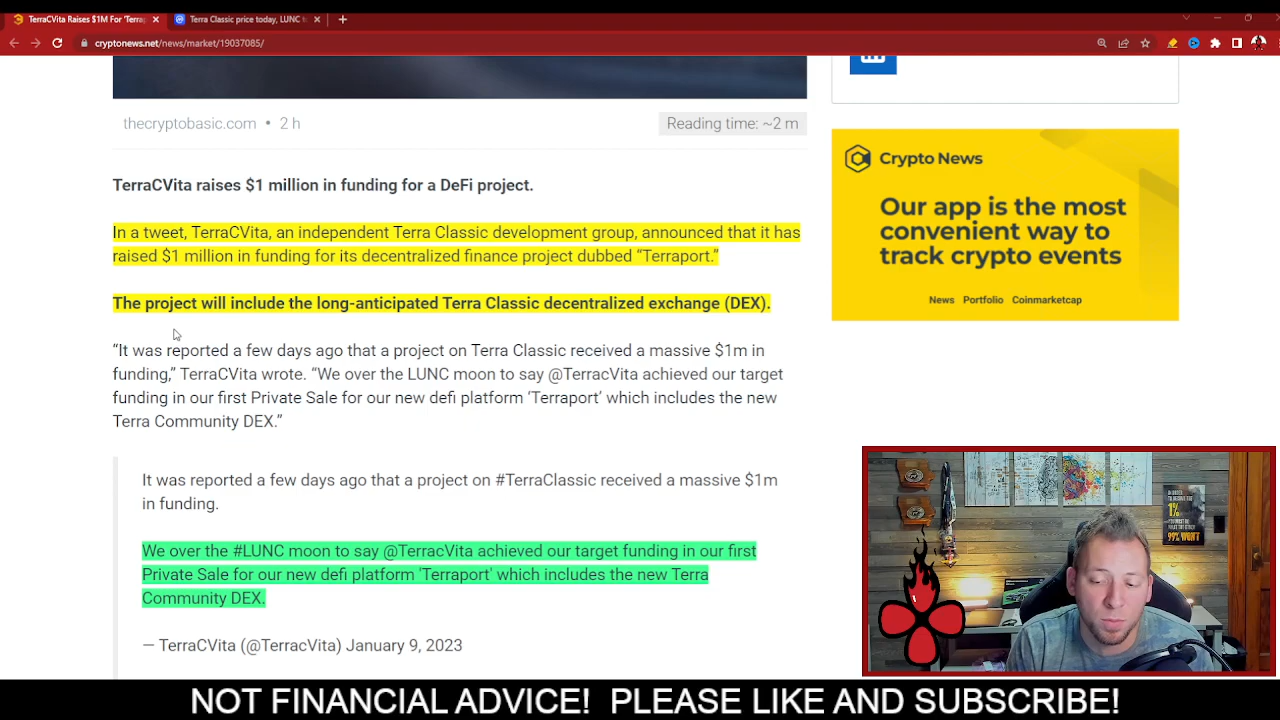 TerraCVita Raises $1M For 'Terra
Terra Classic price today, LUNC to
cryptonews.net/news/market/19037085/
thecryptobasic.com • 2 h
Reading time: ~2 m
TerraCVita raises $1 million in funding for a DeFi project.
In a tweet, TerraCVita, an independent Terra Classic development group, announced that it has
raised $1 million in funding for its decentralized finance project dubbed “Terraport.”
The project will include the long-anticipated Terra Classic decentralized exchange (DEX).
“It was reported a few days ago that a project on Terra Classic received a massive $1m in
funding,” TerraCVita wrote. “We over the LUNC moon to say @TerracVita achieved our target
funding in our first Private Sale for our new defi platform ‘Terraport’ which includes the new
Terra Community DEX.”
It was reported a few days ago that a project on #TerraClassic received a massive $1m
in funding.
We over the #LUNC moon to say @TerracVita achieved our target funding in our first
Private Sale for our new defi platform 'Terraport' which includes the new Terra
Community DEX.
— TerraCVita (@TerracVita) January 9, 2023
Crypto News
Our app is the most
convenient way to
track crypto events
News Portfolio Coinmarketcap
1%
99% WON'T
NOT FINANCIAL ADVICE! PLEASE LIKE AND SUBSCRIBE!